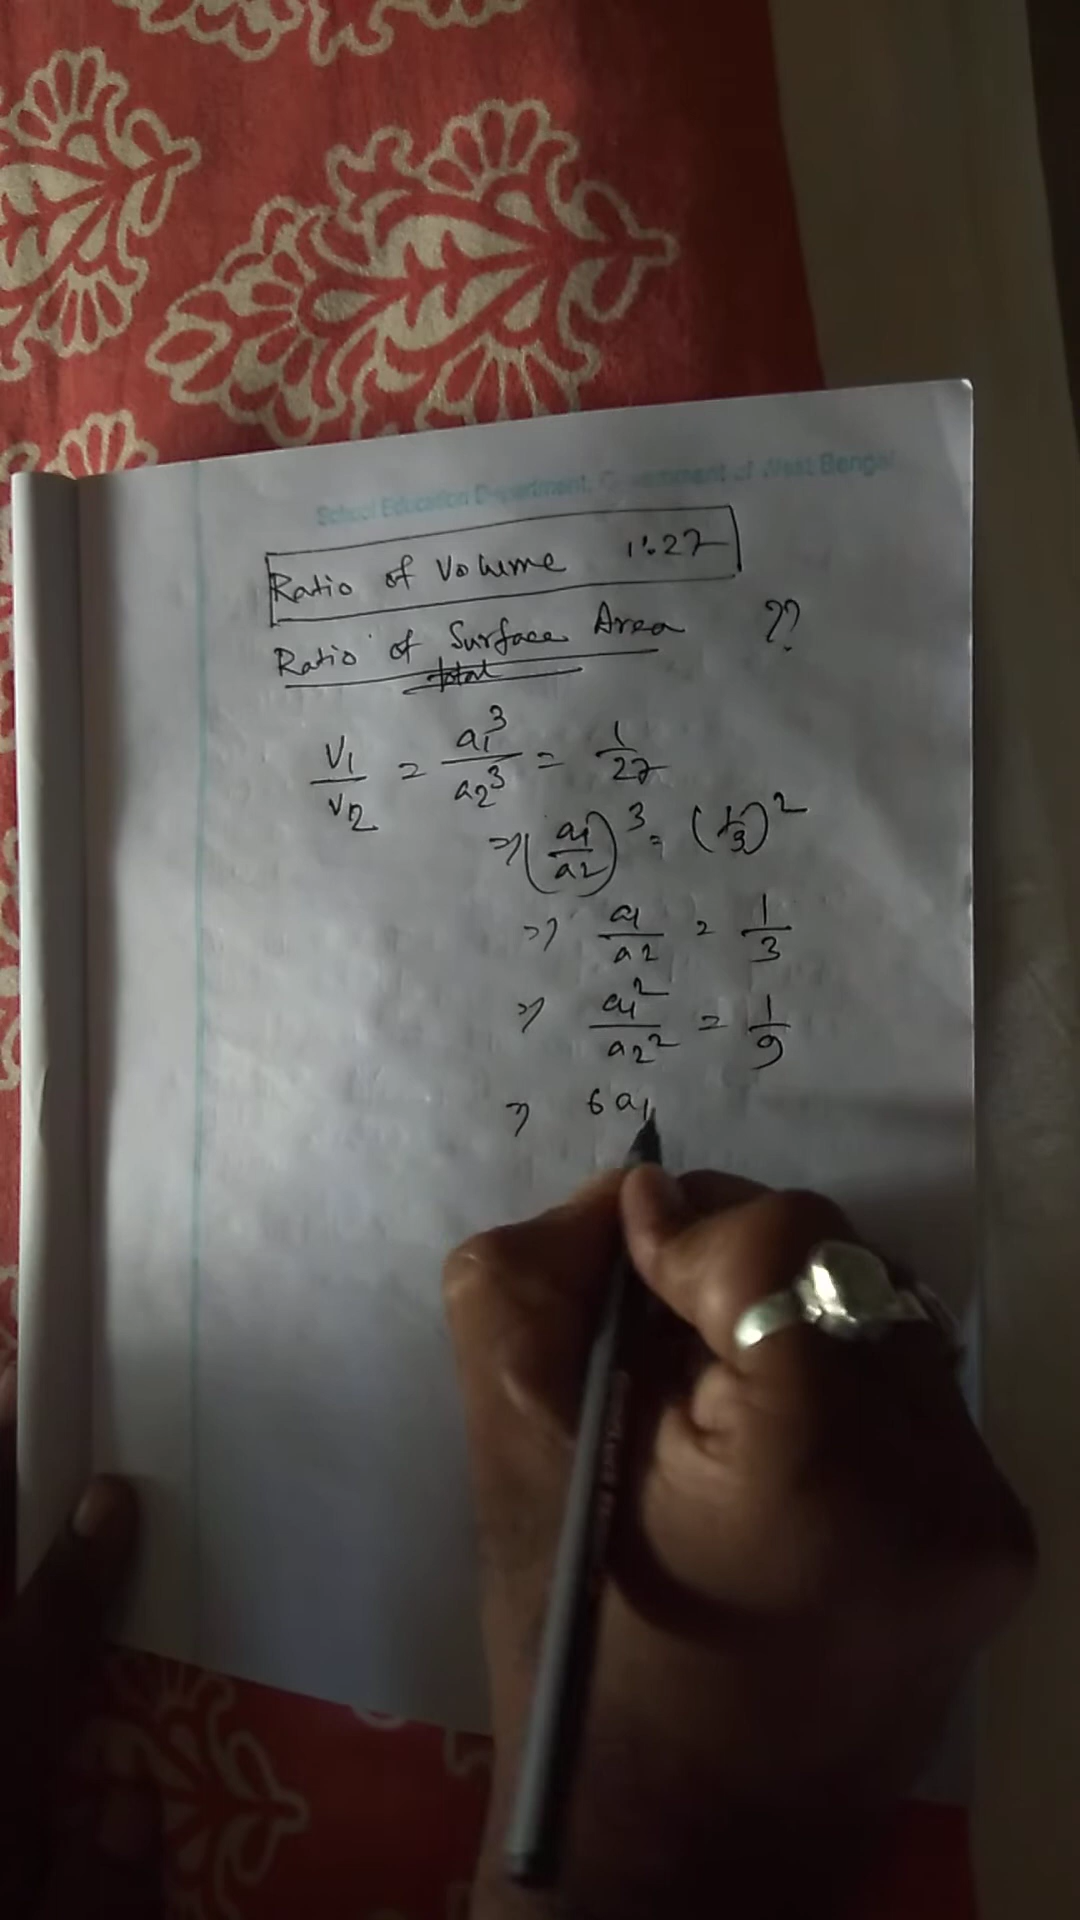 School Education Department, Government of West Bengal
Ratio of Volume 1:27
Ratio of Surface Area ??
total
V1/V2 = a1³/a2³ = 1/27
⇒ (a1/a2)³ = (1/3)²
⇒ a1/a2 = 1/3
⇒ a1²/a2² = 1/9
⇒ 6a1